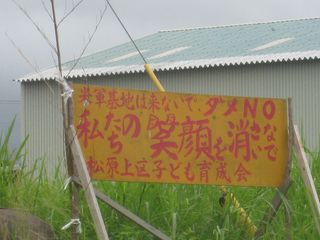 米軍基地は来ないで、ダメNO
私たちの笑顔を消さないで
松原上区子ども育成会